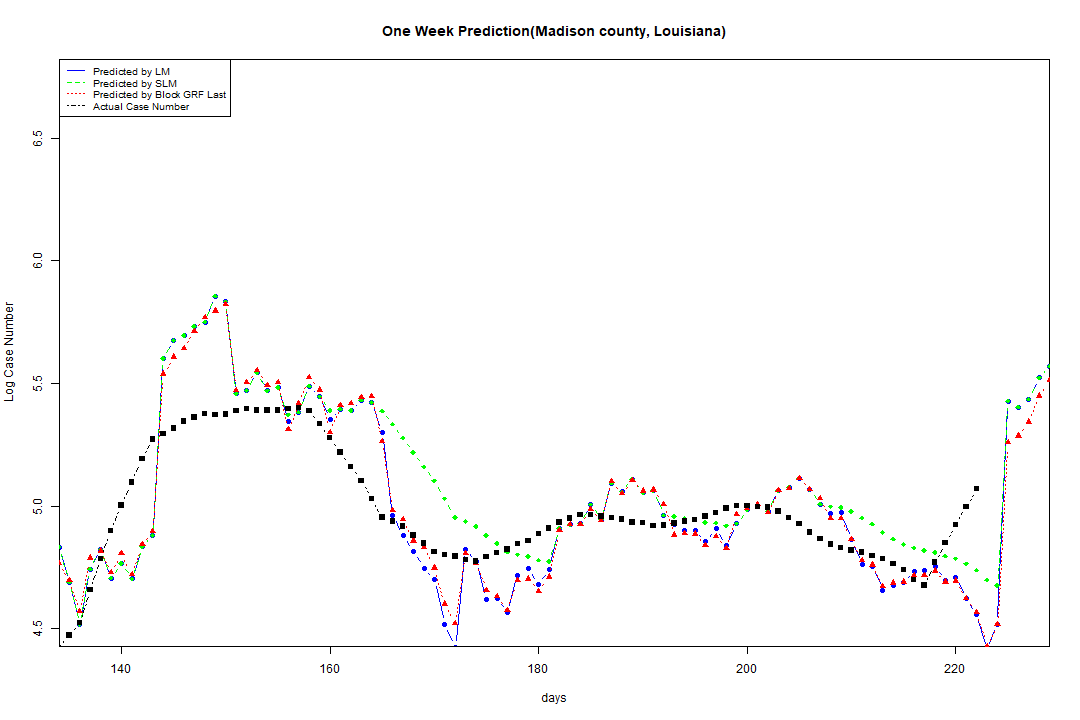 One Week Prediction(Madison county, Louisiana)
Predicted by LM
Predicted by SLM
Predicted by Block GRF Last
Actual Case Number
Log Case Number
6.5
6.0
5.5
5.0
4.5
140 160 180 200 220
days